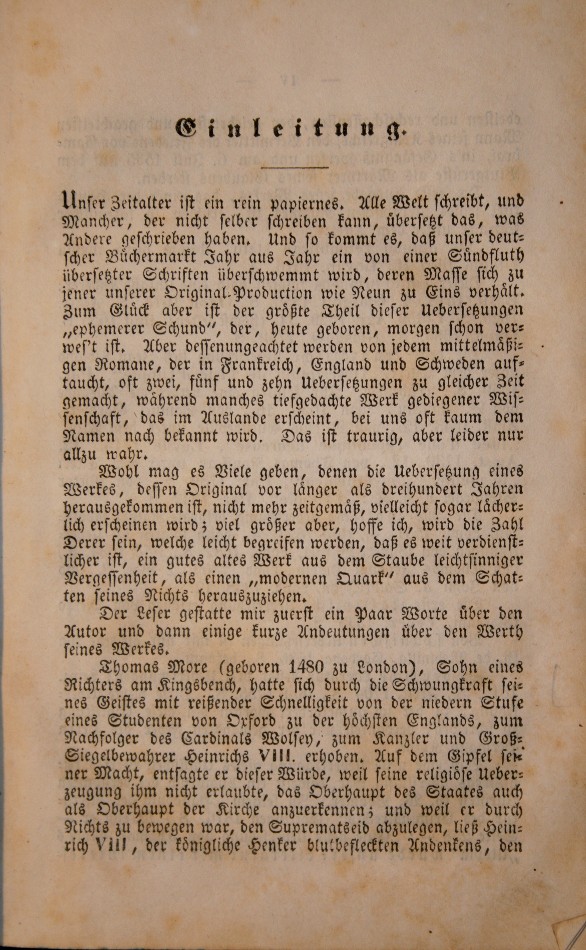 Einleitung.
Unser Zeitalter ist ein rein papiernes. Alle Welt schreibt, und
Mancher, der nicht selber schreiben kann, übersetzt das, was
Andere geschrieben haben. Und so kommt es, daß unser deut-
scher Büchermarkt Jahr aus Jahr ein von einer Sündfluth
übersetzter Schriften überschwemmt wird, deren Masse sich zu
jener unserer Original-Production wie Neun zu Eins verhält.
Zum Glück aber ist der größte Theil dieser Uebersetzungen
„ephemerer Schund“, der, heute geboren, morgen schon ver-
wes't ist. Aber dessenungeachtet werden von jedem mittelmäßi-
gen Romane, der in Frankreich, England und Schweden auf-
taucht, oft zwei, fünf und zehn Uebersetzungen zu gleicher Zeit
gemacht, während manches tiefgedachte Werk gediegener Wis-
senschaft, das im Auslande erscheint, bei uns oft kaum dem
Namen nach bekannt wird. Das ist traurig, aber leider nur
allzu wahr.
Wohl mag es Viele geben, denen die Uebersetzung eines
Werkes, dessen Original vor länger als dreihundert Jahren
herausgekommen ist, nicht mehr zeitgemäß, vielleicht sogar lächer-
lich erscheinen wird; viel größer aber, hoffe ich, wird die Zahl
Derer sein, welche leicht begreifen werden, daß es weit verdienst-
licher ist, ein gutes altes Werk aus dem Staube leichtsinniger
Vergessenheit, als einen „modernen Quark“ aus dem Schat-
ten seines Nichts herauszuziehen.
Der Leser gestatte mir zuerst ein Paar Worte über den
Autor und dann einige kurze Andeutungen über den Werth
seines Werkes.
Thomas More (geboren 1480 zu London), Sohn eines
Richters am Kingsbench, hatte sich durch die Schwungkraft sei-
nes Geistes mit reißender Schnelligkeit von der niedern Stufe
eines Studenten von Oxford zu der höchsten Englands, zum
Nachfolger des Cardinals Wolsey, zum Kanzler und Groß-
Siegelbewahrer Heinrichs VIII. erhoben. Auf dem Gipfel sei-
ner Macht, entsagte er dieser Würde, weil seine religiöse Ueber-
zeugung ihm nicht erlaubte, das Oberhaupt des Staates auch
als Oberhaupt der Kirche anzuerkennen; und weil er durch
Nichts zu bewegen war, den Supremateid abzulegen, ließ Hein-
rich VIII, der königliche Henker blutbefleckten Andenkens, den